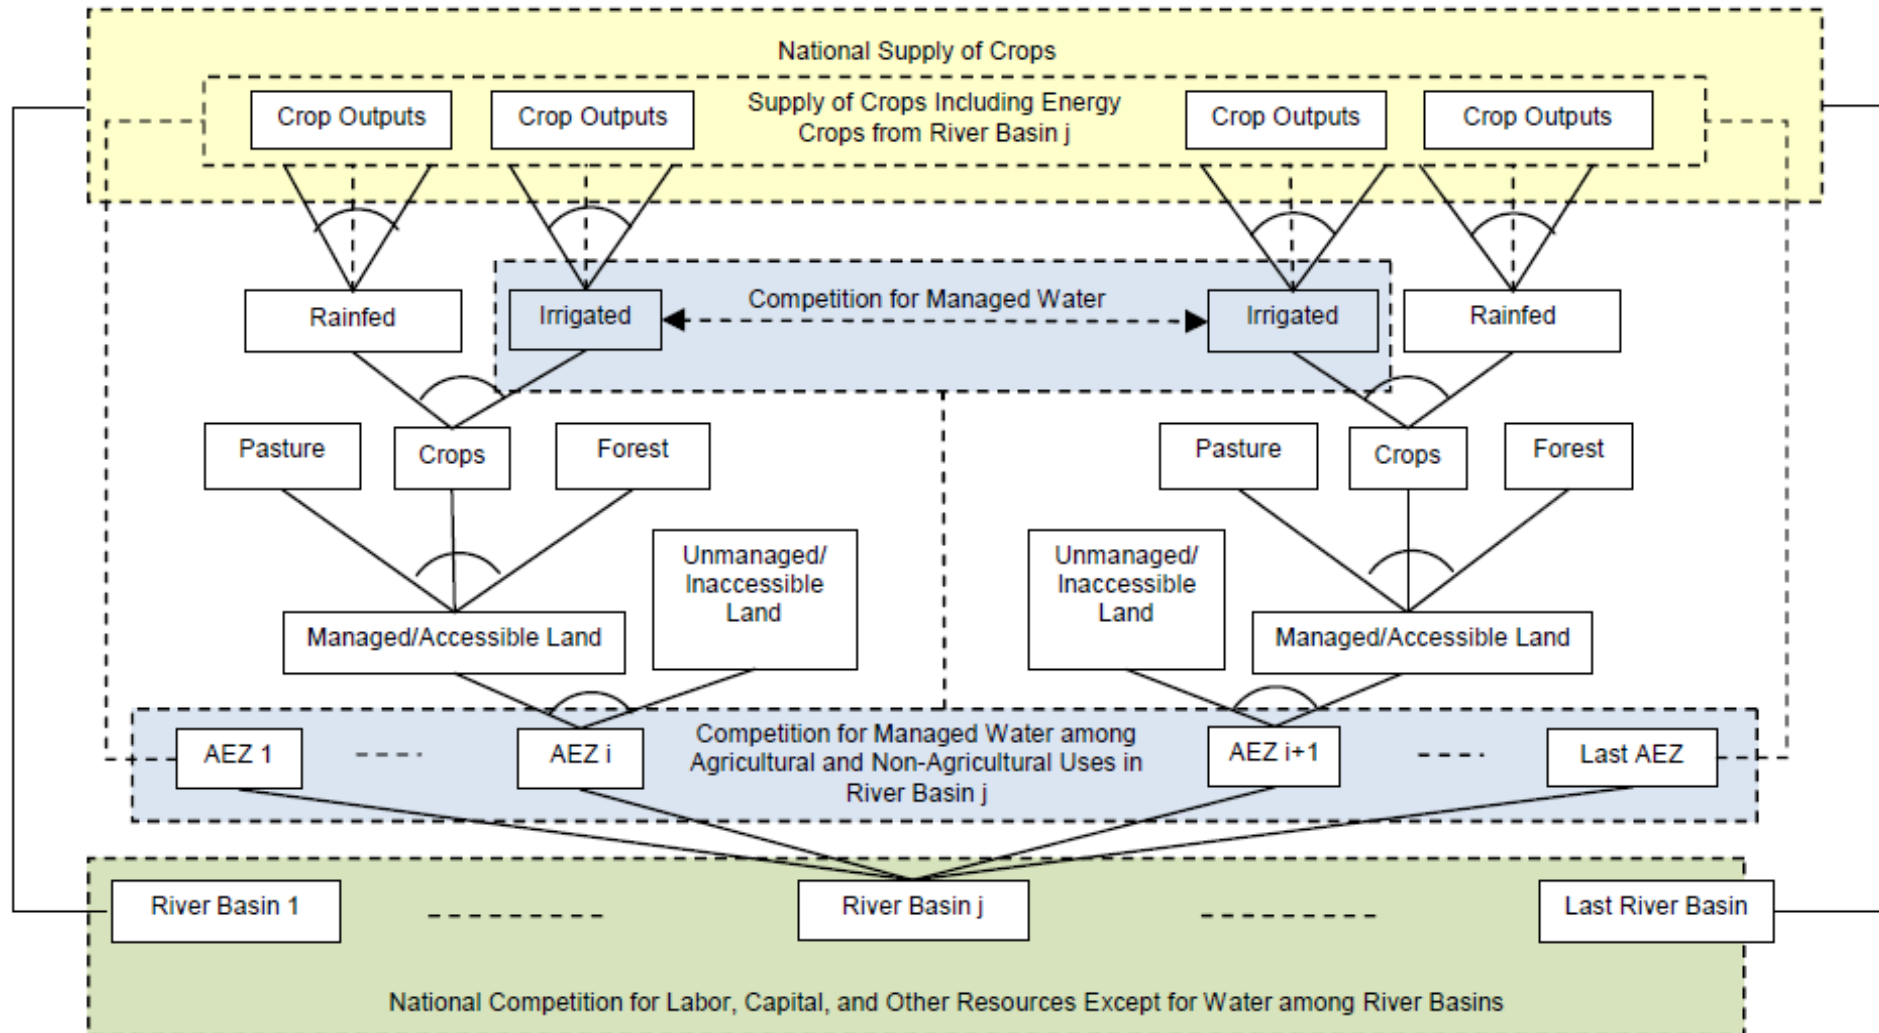 National Supply of Crops
Crop Outputs
Crop Outputs
Supply of Crops Including Energy
Crops from River Basin j
Crop Outputs
Crop Outputs
Rainfed
Irrigated
Competition for Managed Water
Irrigated
Rainfed
Pasture
Crops
Forest
Pasture
Crops
Forest
Unmanaged/
Inaccessible
Land
Unmanaged/
Inaccessible
Land
Managed/Accessible Land
Managed/Accessible Land
AEZ 1
AEZ i
Competition for Managed Water among
Agricultural and Non-Agricultural Uses in
River Basin j
AEZ i+1
Last AEZ
River Basin 1
River Basin j
Last River Basin
National Competition for Labor, Capital, and Other Resources Except for Water among River Basins